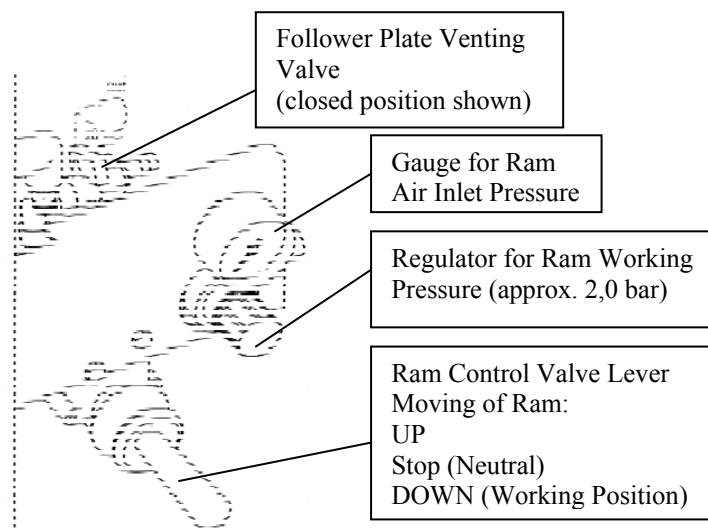 Follower Plate Venting
Valve
(closed position shown)
Gauge for Ram
Air Inlet Pressure
Regulator for Ram Working
Pressure (approx. 2,0 bar)
Ram Control Valve Lever
Moving of Ram:
UP
Stop (Neutral)
DOWN (Working Position)